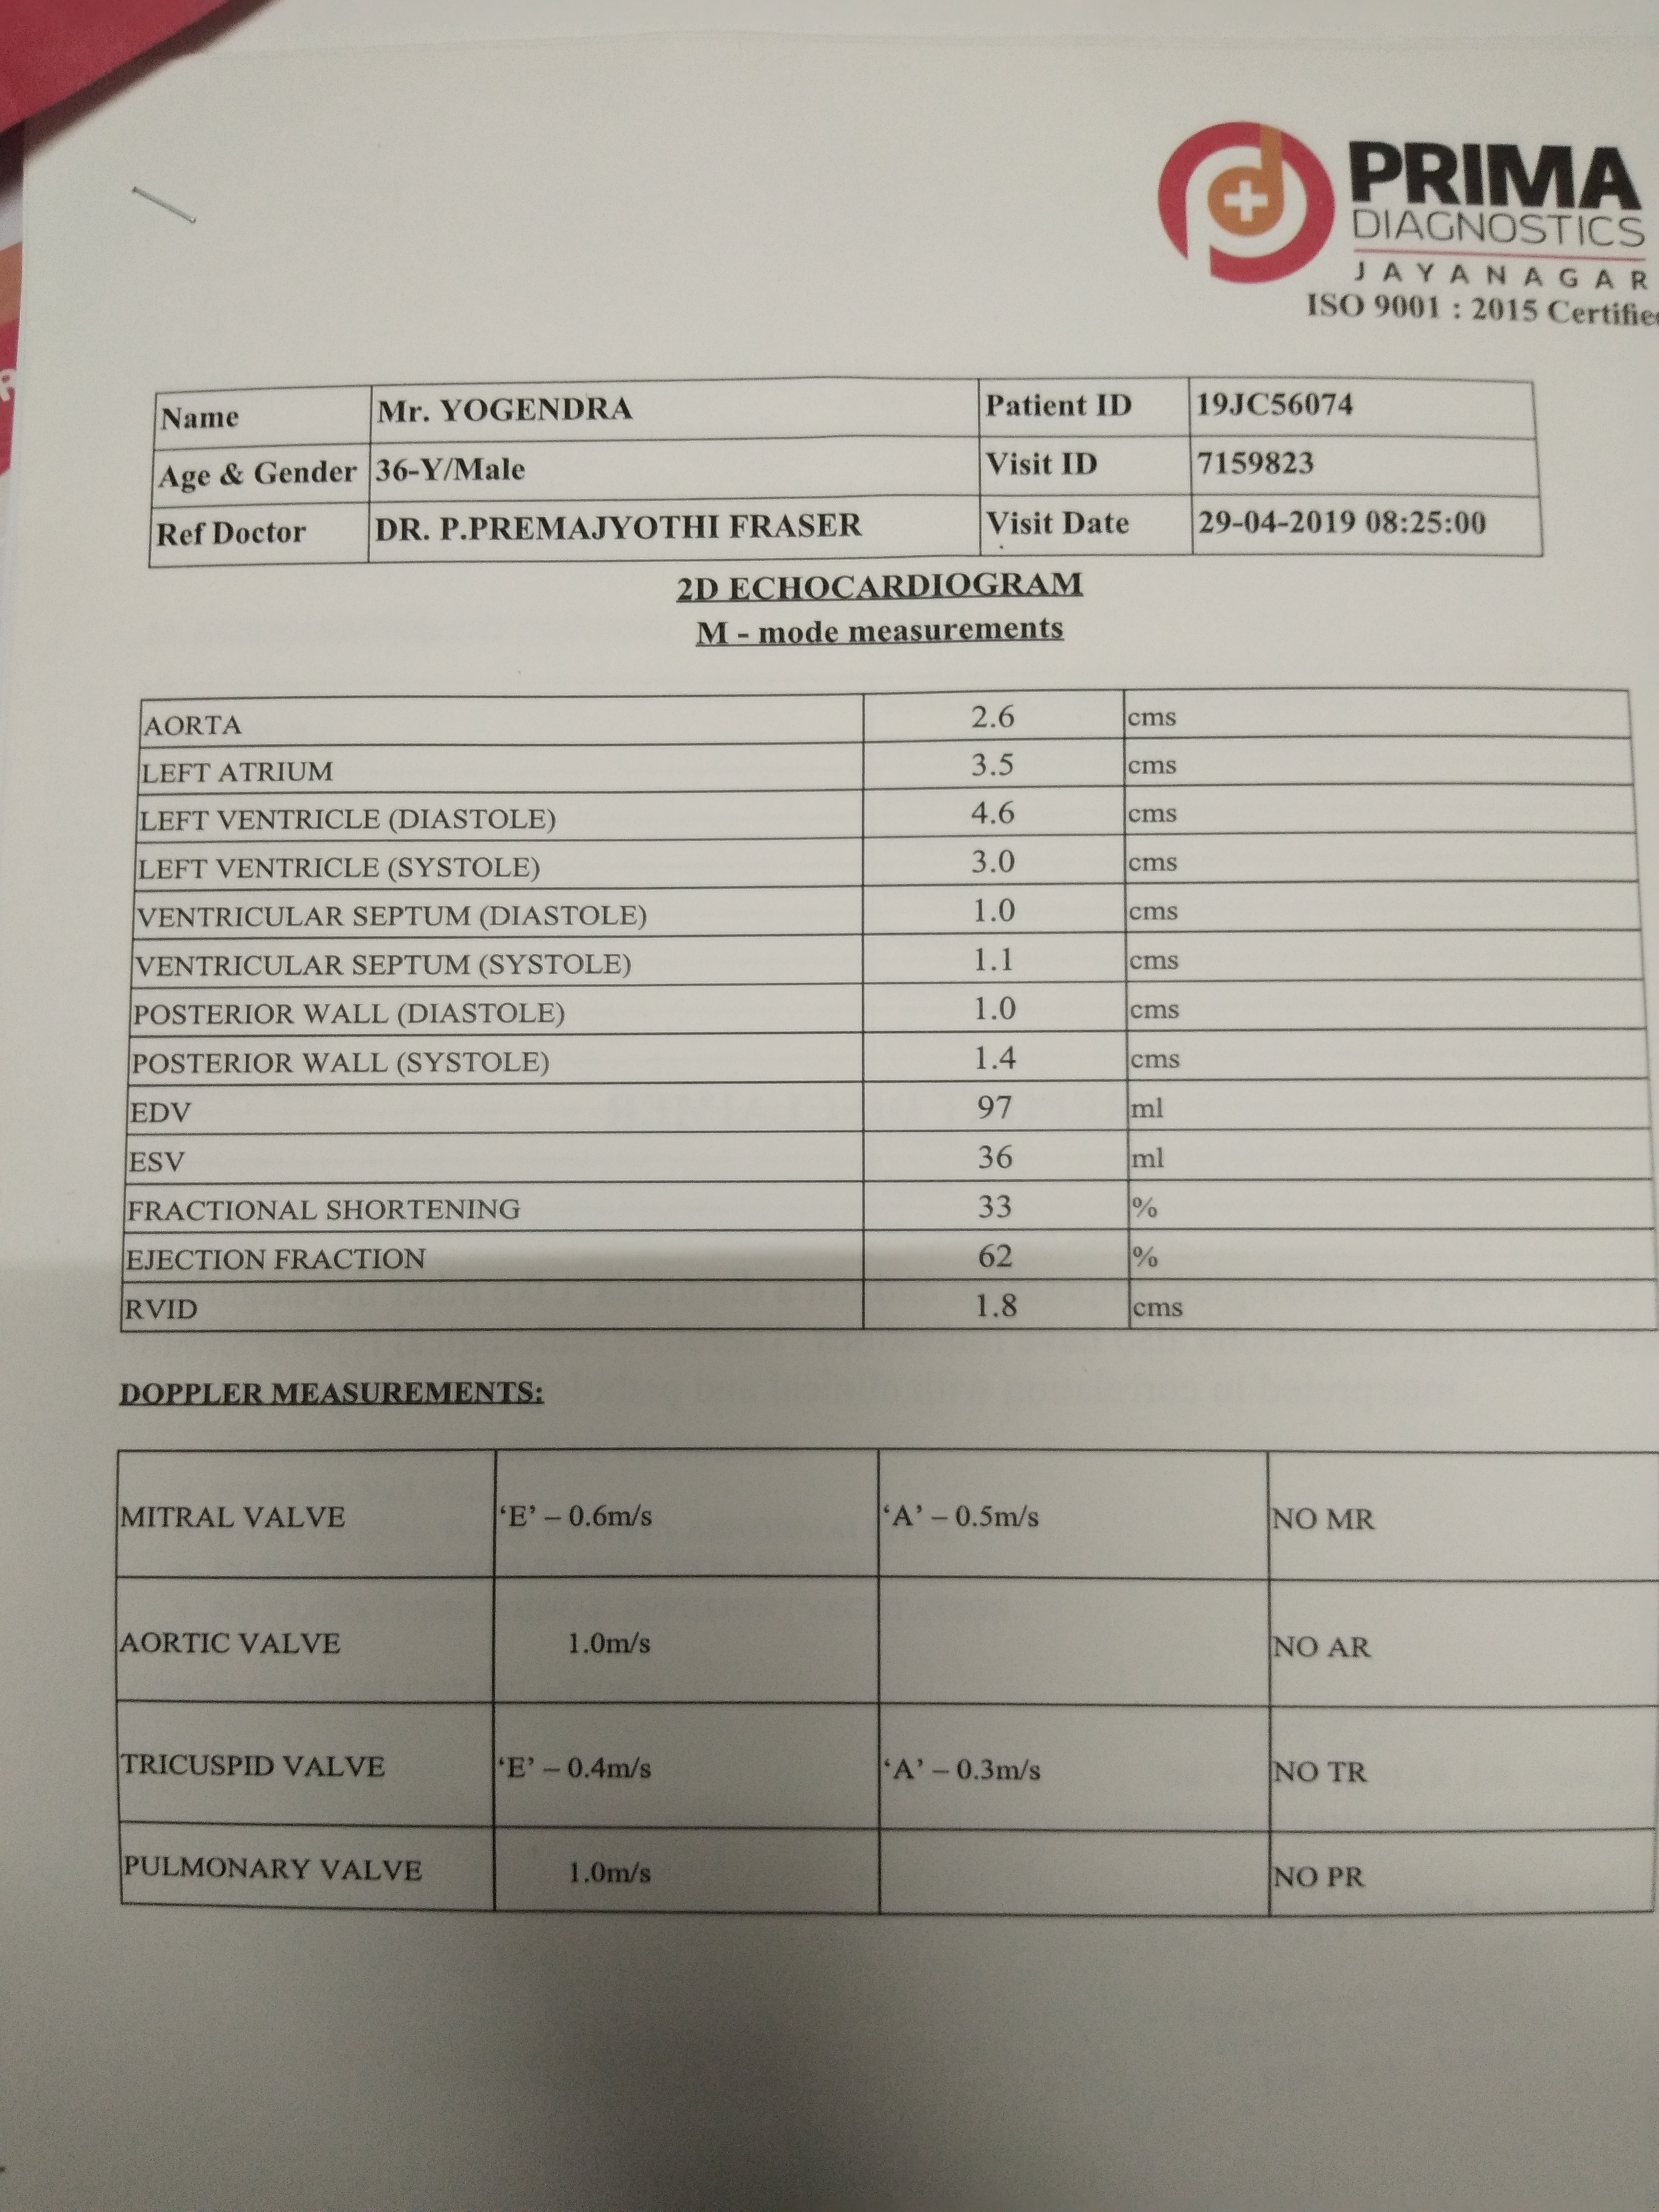 PRIMA
DIAGNOSTICS
JAYANAGAR
ISO 9001 : 2015 Certified
Name Mr. YOGENDRA Patient ID 19JC56074
Age & Gender 36-Y/Male Visit ID 7159823
Ref Doctor DR. P.PREMAJYOTHI FRASER Visit Date 29-04-2019 08:25:00
2D ECHOCARDIOGRAM
M - mode measurements
AORTA 2.6 cms
LEFT ATRIUM 3.5 cms
LEFT VENTRICLE (DIASTOLE) 4.6 cms
LEFT VENTRICLE (SYSTOLE) 3.0 cms
VENTRICULAR SEPTUM (DIASTOLE) 1.0 cms
VENTRICULAR SEPTUM (SYSTOLE) 1.1 cms
POSTERIOR WALL (DIASTOLE) 1.0 cms
POSTERIOR WALL (SYSTOLE) 1.4 cms
EDV 97 ml
ESV 36 ml
FRACTIONAL SHORTENING 33 %
EJECTION FRACTION 62 %
RVID 1.8 cms
DOPPLER MEASUREMENTS:
MITRAL VALVE ‘E’ – 0.6m/s ‘A’ – 0.5m/s NO MR
AORTIC VALVE 1.0m/s NO AR
TRICUSPID VALVE ‘E’ – 0.4m/s ‘A’ – 0.3m/s NO TR
PULMONARY VALVE 1.0m/s NO PR